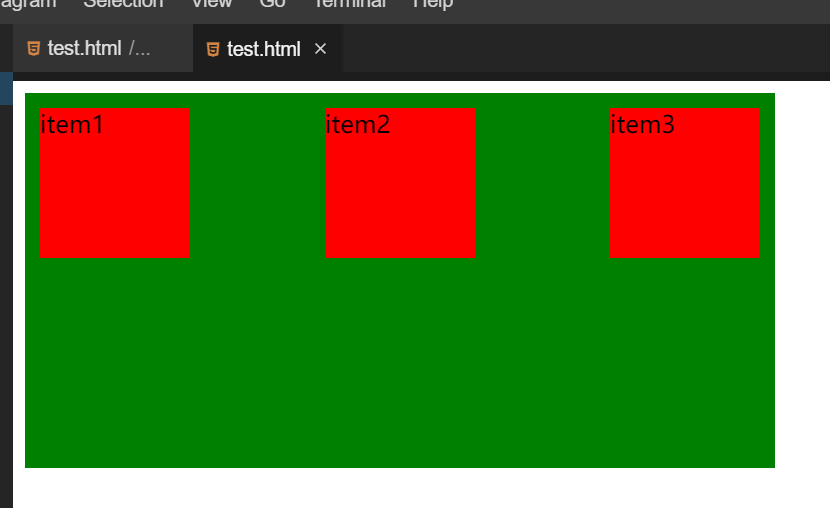 agram Selection View Go Terminal Help
test.html /... test.html ×
item1 item2 item3